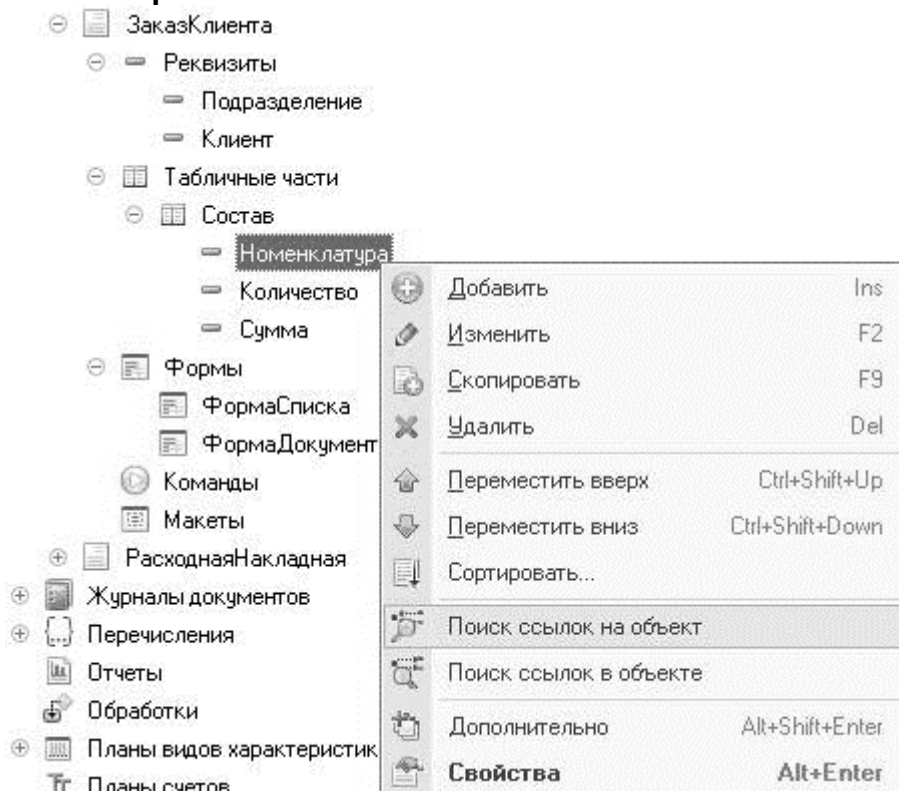 ЗаказКлиента
Реквизиты
Подразделение
Клиент
Табличные части
Состав
Номенклатура
Количество
Сумма
Формы
ФормаСписка
ФормаДокумент
Команды
Макеты
РасходнаяНакладная
Журналы документов
Перечисления
Отчеты
Обработки
Планы видов характеристик
Планы счетов
Добавить Ins
Изменить F2
Скопировать F9
Удалить Del
Переместить вверх Ctrl+Shift+Up
Переместить вниз Ctrl+Shift+Down
Сортировать...
Поиск ссылок на объект
Поиск ссылок в объекте
Дополнительно Alt+Shift+Enter
Свойства Alt+Enter